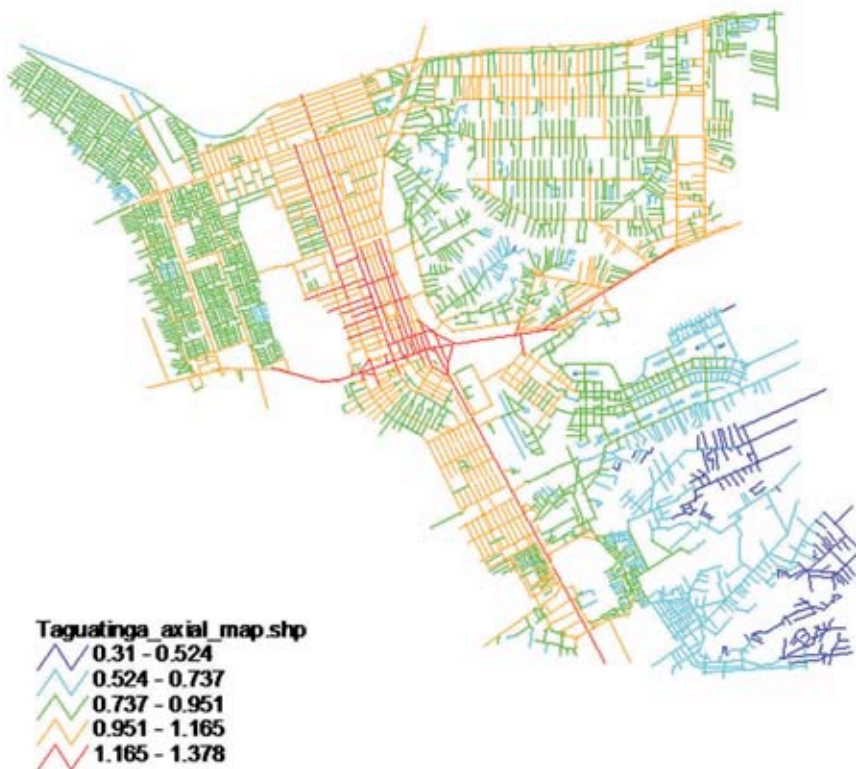 Taguatinga_axial_map.shp
0.31 - 0.524
0.524 - 0.737
0.737 - 0.951
0.951 - 1.165
1.165 - 1.378